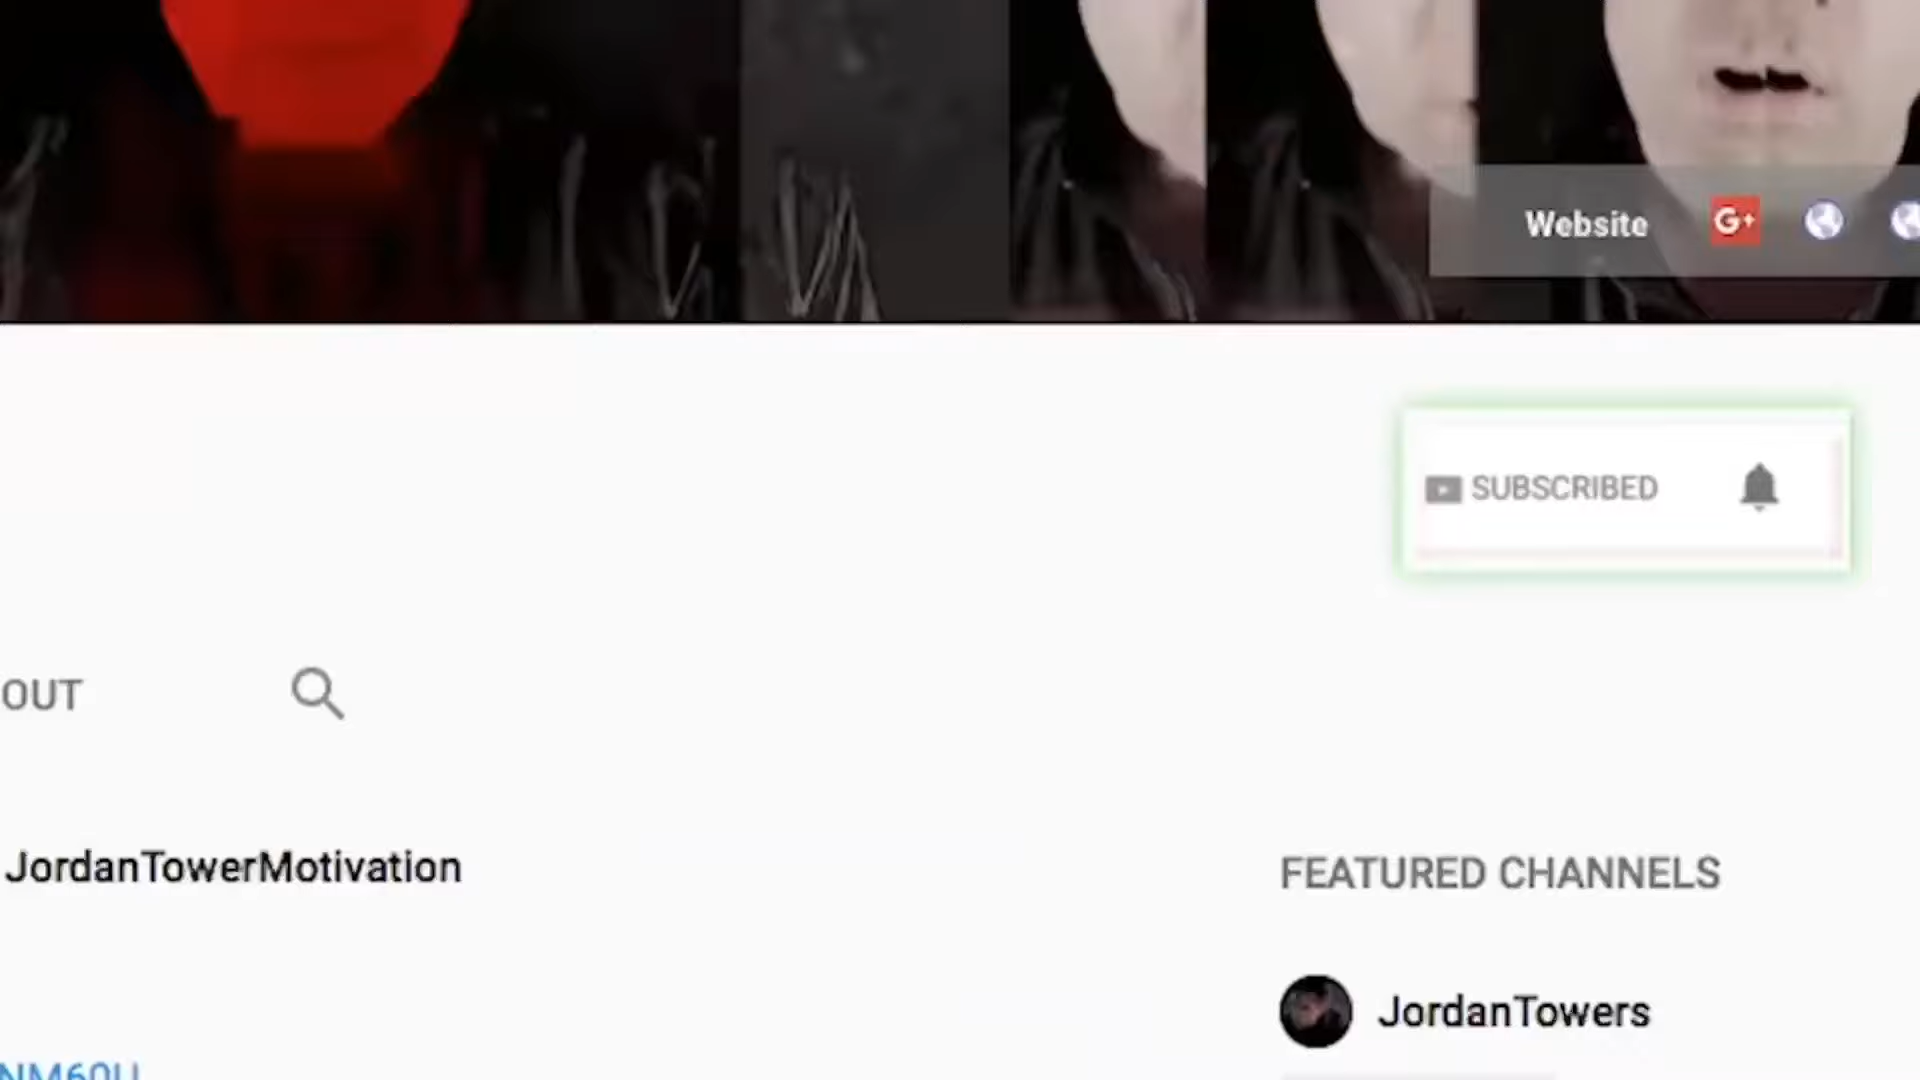 Website G+
SUBSCRIBED
OUT
JordanTowerMotivation
FEATURED CHANNELS
JordanTowers